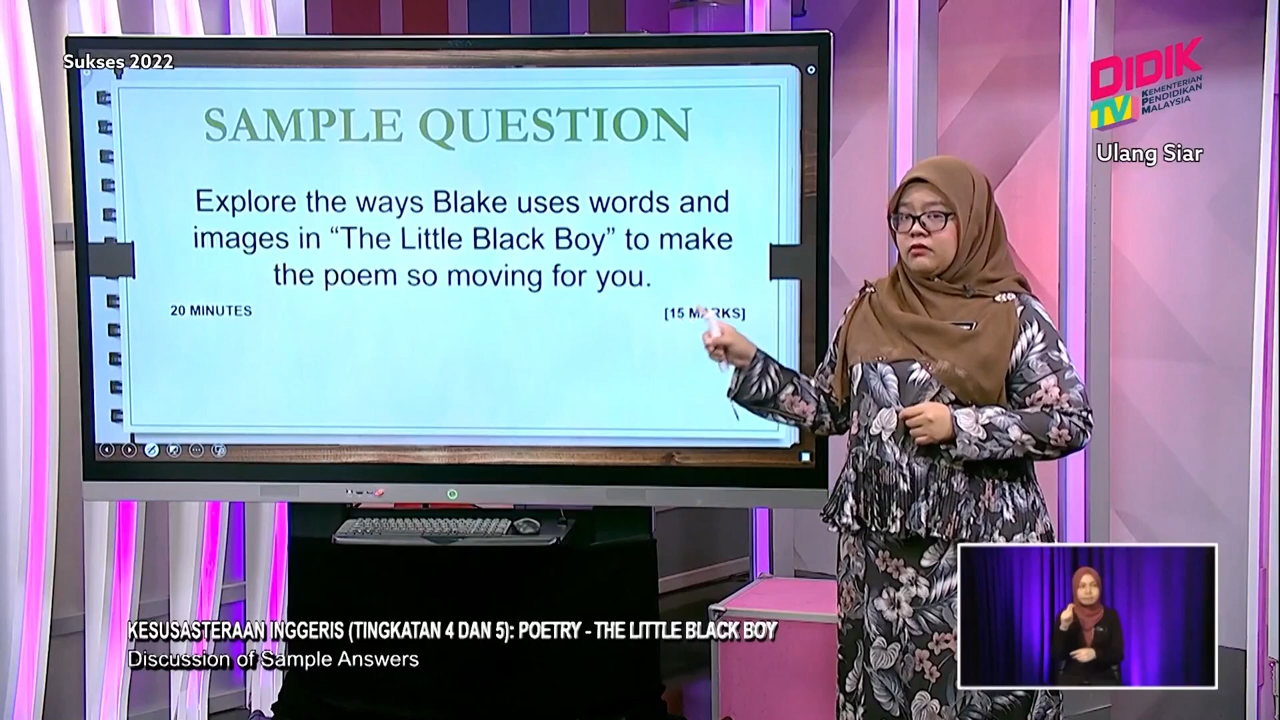 Sukses 2022
SAMPLE QUESTION
Explore the ways Blake uses words and
images in “The Little Black Boy” to make
the poem so moving for you.
20 MINUTES
[15 MARKS]
DIDIK
TV
KEMENTERIAN
PENDIDIKAN
MALAYSIA
Ulang Siar
KESUSASTERAAN INGGERIS (TINGKATAN 4 DAN 5): POETRY - THE LITTLE BLACK BOY
Discussion of Sample Answers